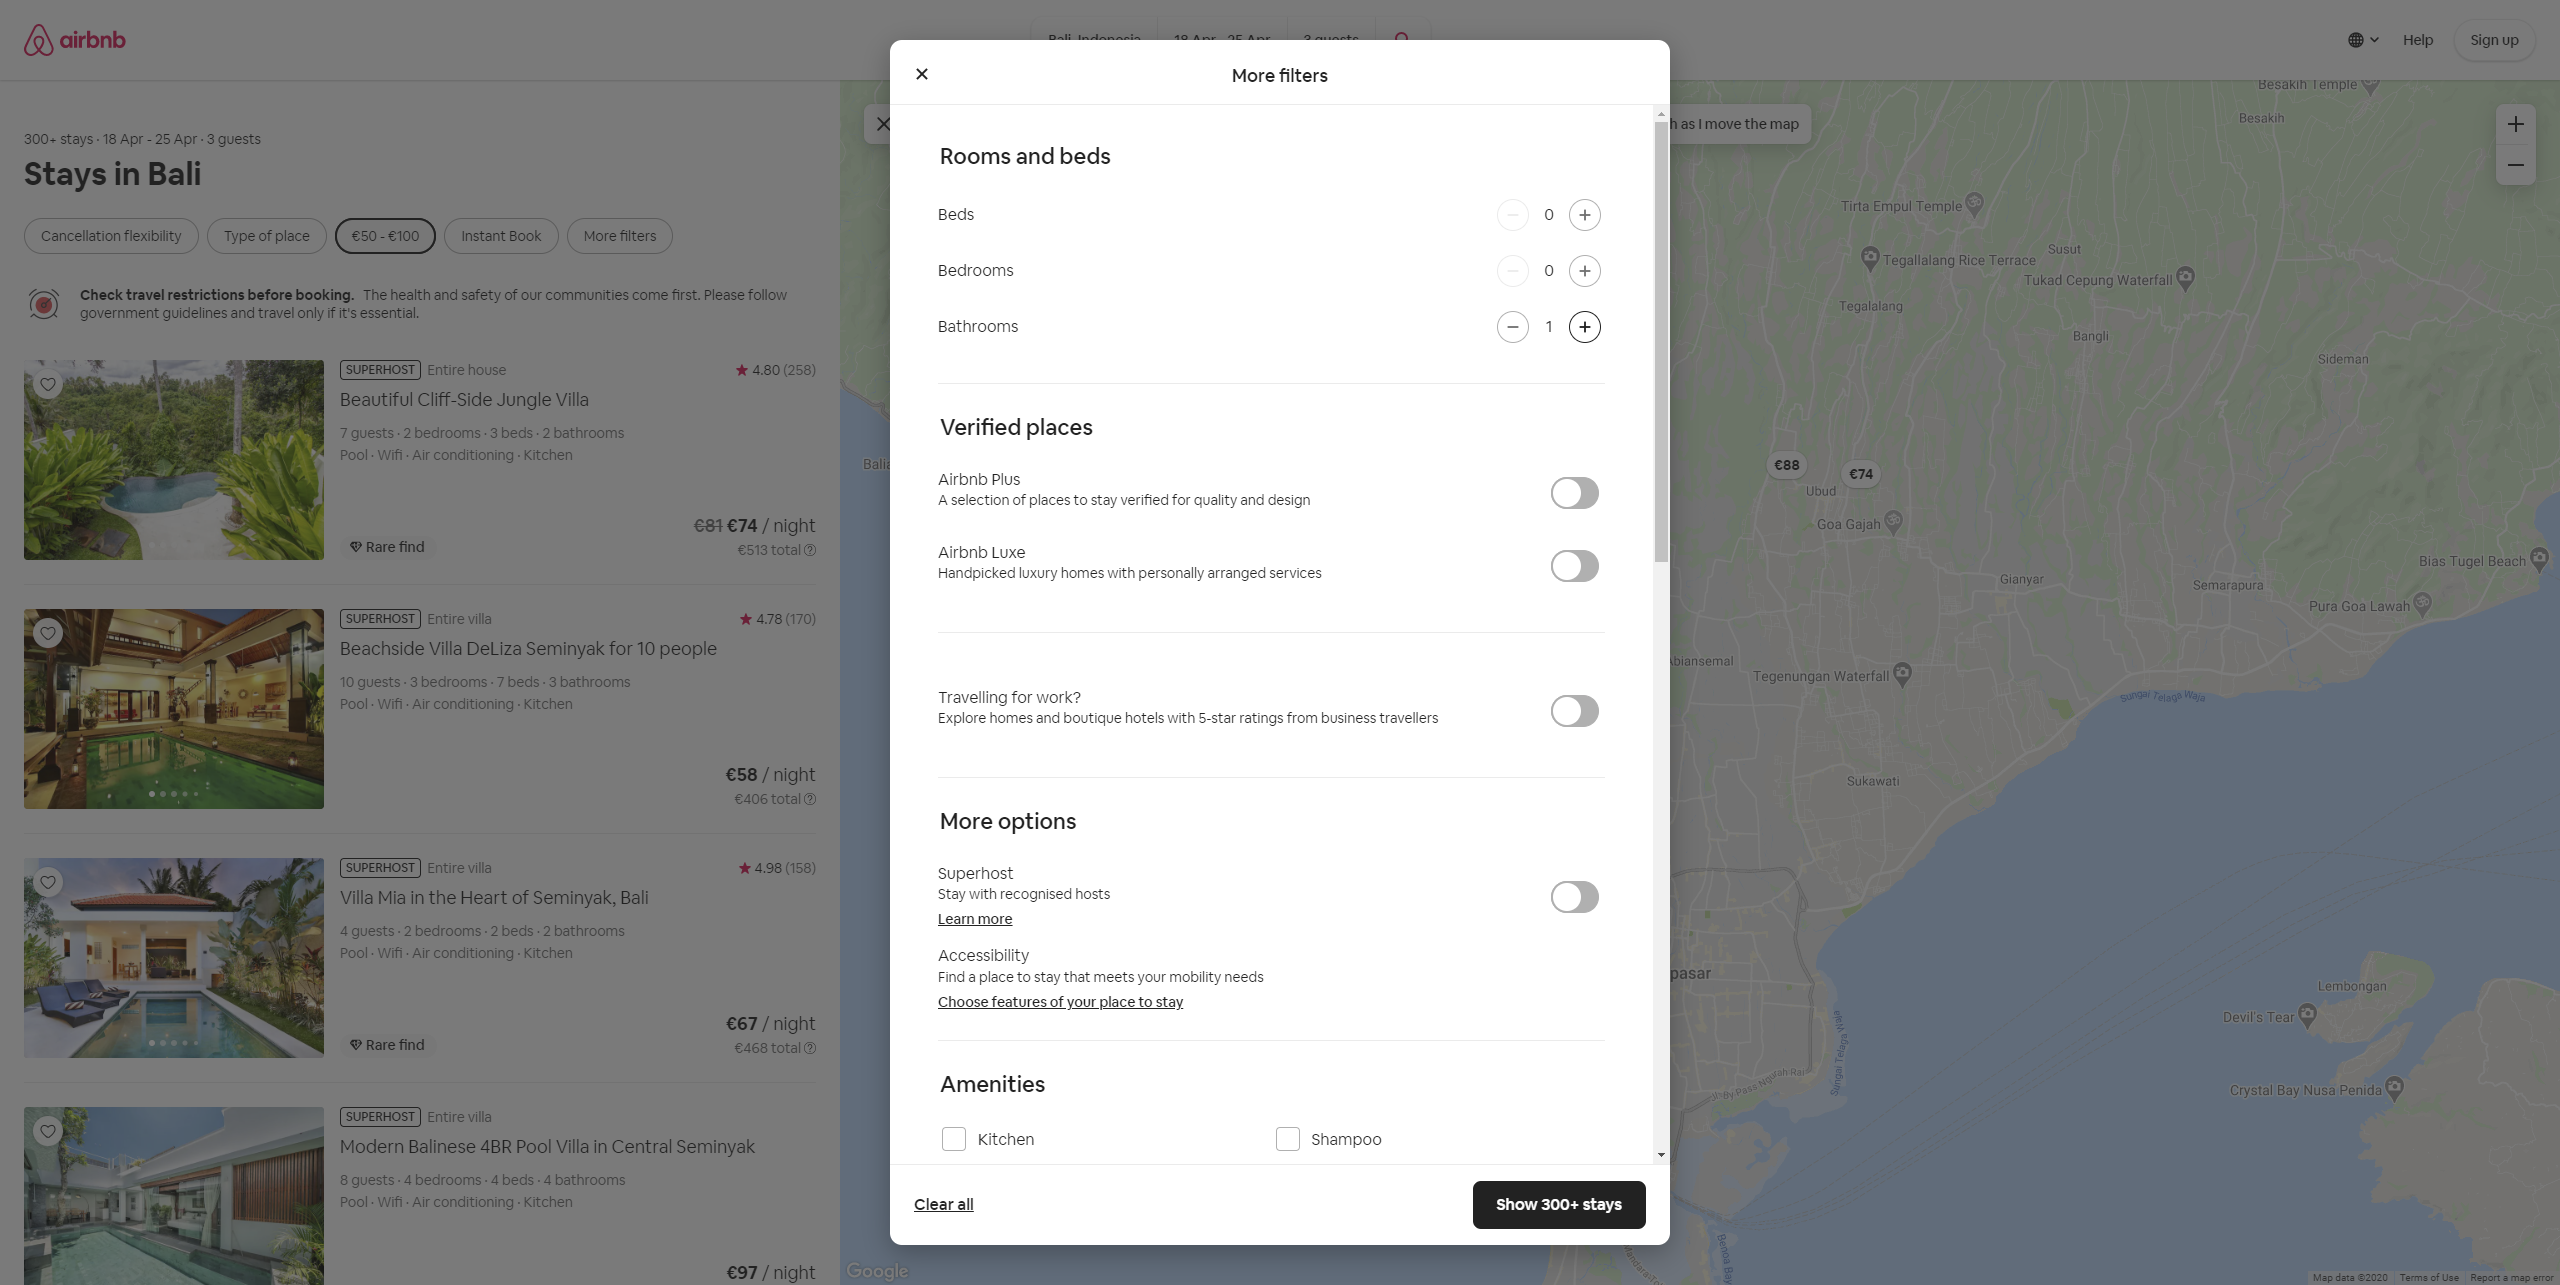 airbnb
Bali, Indonesia 18 Apr - 25 Apr 3 guests
Help
Sign up
300+ stays · 18 Apr - 25 Apr · 3 guests
Stays in Bali
Cancellation flexibility
Type of place
€50 - €100
Instant Book
More filters
Check travel restrictions before booking. The health and safety of our communities come first. Please follow
government guidelines and travel only if it's essential.
SUPERHOST Entire house 4.80 (258)
Beautiful Cliff-Side Jungle Villa
7 guests · 2 bedrooms · 3 beds · 2 bathrooms
Pool · Wifi · Air conditioning · Kitchen
€81 €74 / night
Rare find
€513 total
SUPERHOST Entire villa 4.78 (170)
Beachside Villa DeLiza Seminyak for 10 people
10 guests · 3 bedrooms · 7 beds · 3 bathrooms
Pool · Wifi · Air conditioning · Kitchen
€58 / night
€406 total
SUPERHOST Entire villa 4.98 (158)
Villa Mia in the Heart of Seminyak, Bali
4 guests · 2 bedrooms · 2 beds · 2 bathrooms
Pool · Wifi · Air conditioning · Kitchen
€67 / night
Rare find
€468 total
SUPERHOST Entire villa
Modern Balinese 4BR Pool Villa in Central Seminyak
8 guests · 4 bedrooms · 4 beds · 4 bathrooms
Pool · Wifi · Air conditioning · Kitchen
€97 / night
More filters
Rooms and beds
Beds 0
Bedrooms 0
Bathrooms 1
Verified places
Airbnb Plus
A selection of places to stay verified for quality and design
Airbnb Luxe
Handpicked luxury homes with personally arranged services
Travelling for work?
Explore homes and boutique hotels with 5-star ratings from business travellers
More options
Superhost
Stay with recognised hosts
Learn more
Accessibility
Find a place to stay that meets your mobility needs
Choose features of your place to stay
Amenities
Kitchen
Shampoo
Clear all
Show 300+ stays
h as I move the map
Besakih Temple
Besakih
Tirta Empul Temple
Susut
Tegallalang Rice Terrace
Tukad Cepung Waterfall
Tegalalang
Bangli
Sideman
€88
€74
Ubud
Goa Gajah
Bias Tugel Beach
Gianyar
Semarapura
Pura Goa Lawah
Abiansemal
Tegenungan Waterfall
Sungai Telaga Waja
Sukawati
pasar
Lembongan
Devil's Tear
Sungai Telaga Waja
Crystal Bay Nusa Penida
Jl. By Pass Ngurah Rai
Google
Map data ©2020
Terms of Use
Report a map error